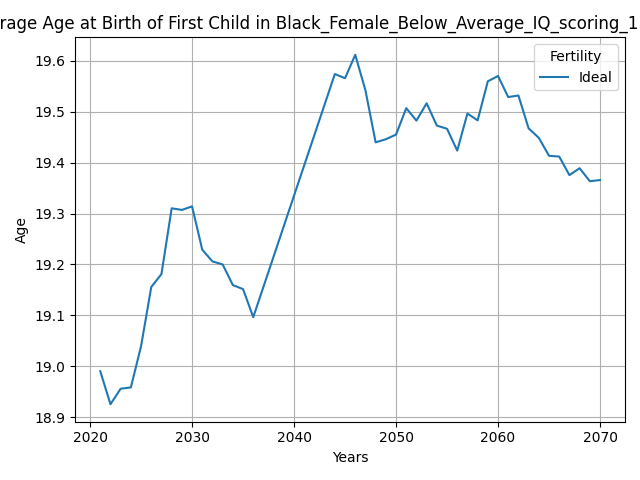 rage Age at Birth of First Child in Black_Female_Below_Average_IQ_scoring_1
Fertility
Ideal
19.6
19.5
19.4
19.3
19.2
19.1
19.0
18.9
Age
2020 2030 2040 2050 2060 2070
Years